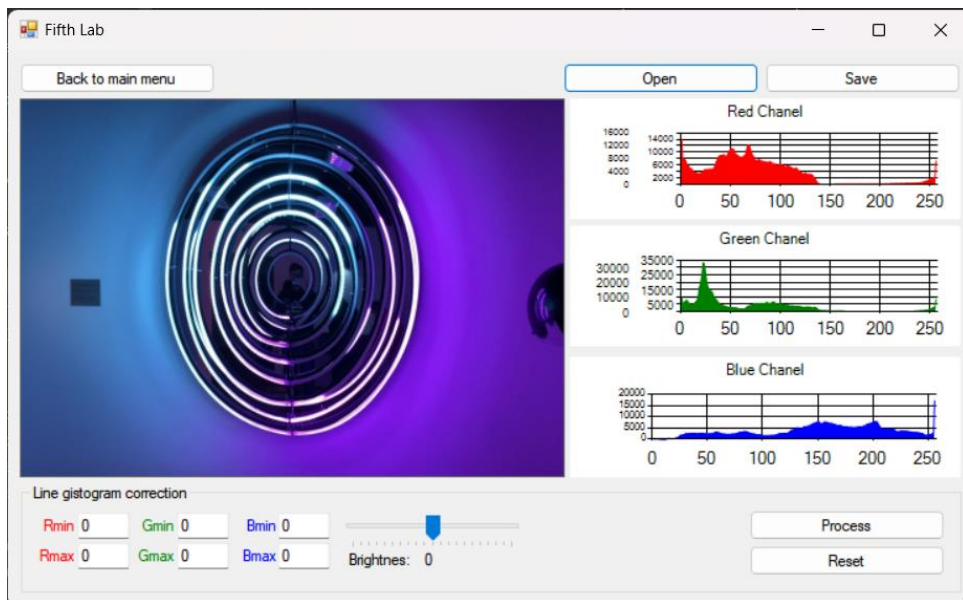 Fifth Lab
Back to main menu
Open
Save
Red Chanel
16000
12000
8000
4000
0
14000
10000
6000
2000
0 50 100 150 200 250
Green Chanel
30000
20000
10000
0
35000
25000
15000
5000
0 50 100 150 200 250
Blue Chanel
20000
15000
10000
5000
0
0 50 100 150 200 250
Line gistogram correction
Rmin 0 Gmin 0 Bmin 0
Rmax 0 Gmax 0 Bmax 0
Brightnes: 0
Process
Reset